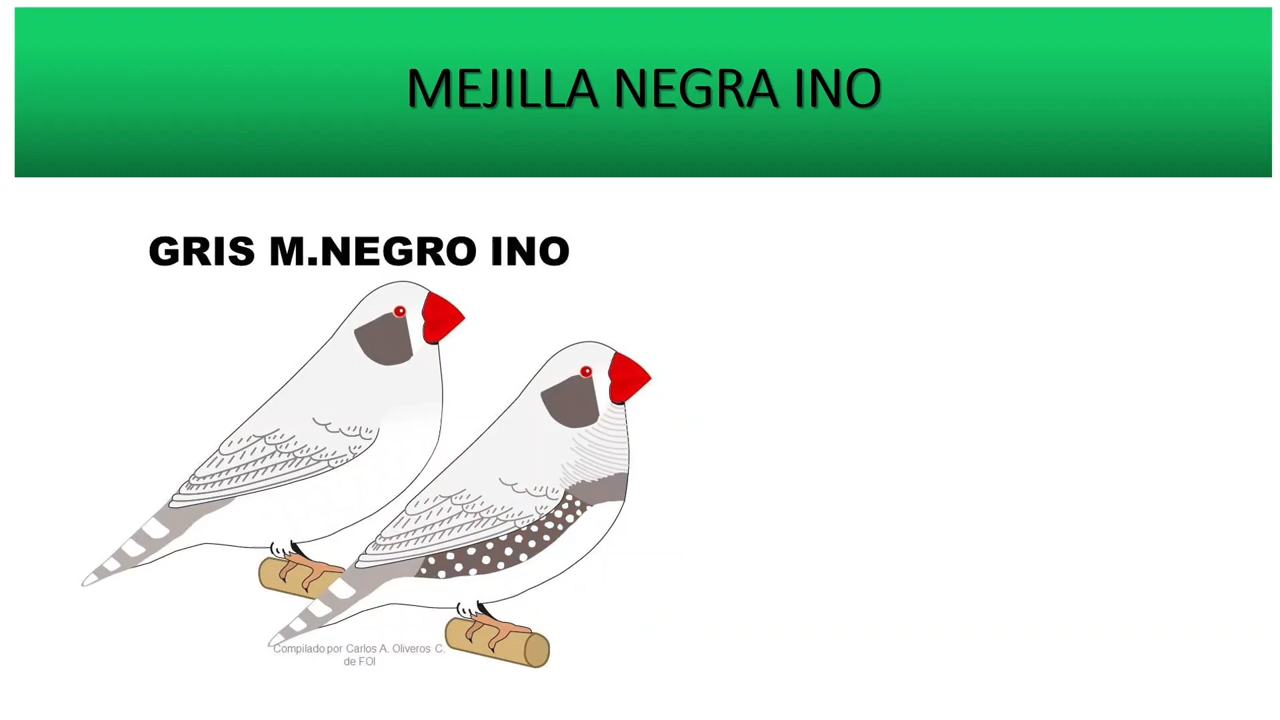 MEJILLA NEGRA INO
GRIS M.NEGRO INO
Compilado por Carlos A. Oliveros C.
de FOI